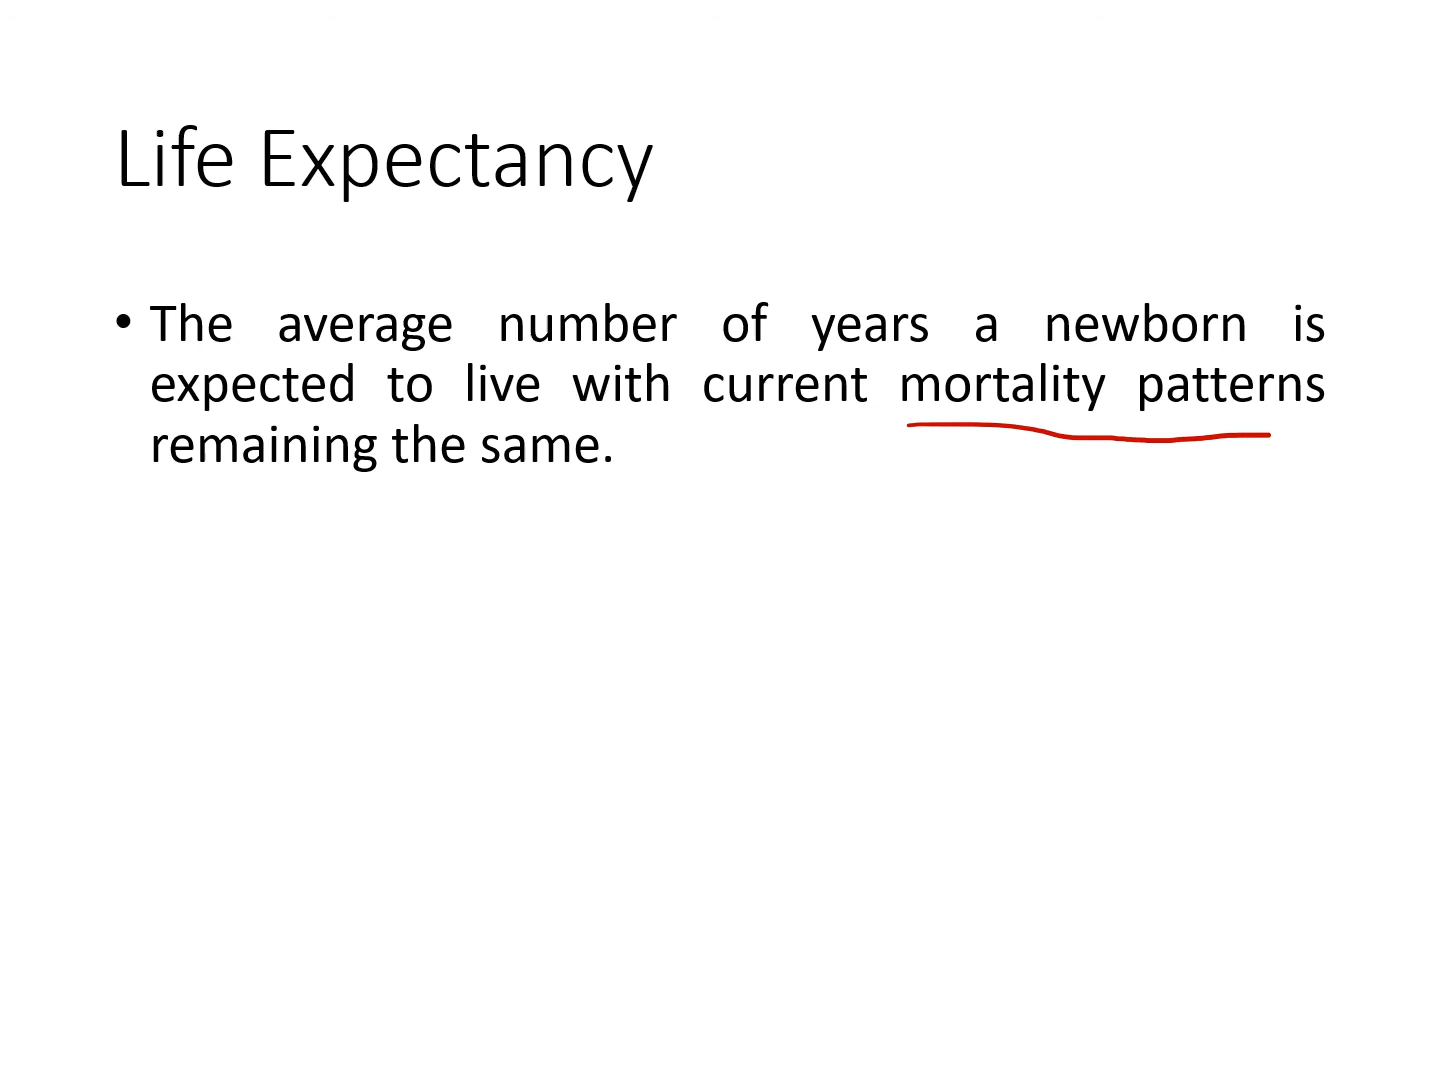 Life Expectancy
• The average number of years a newborn is
expected to live with current mortality patterns
remaining the same.